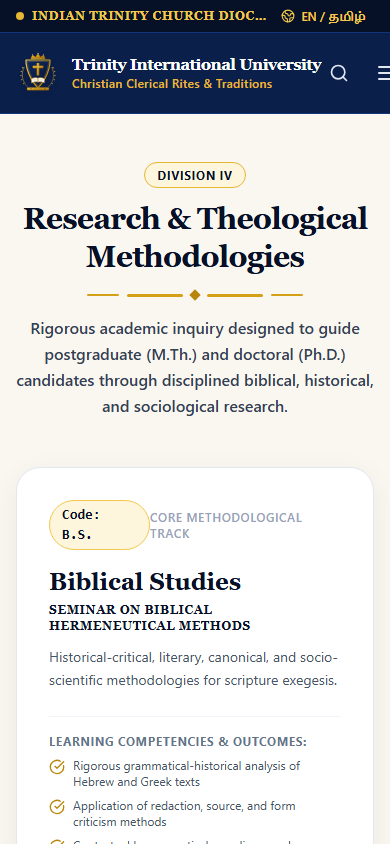 INDIAN TRINITY CHURCH DIOC...
EN / தமிழ்
Trinity International University
Christian Clerical Rites & Traditions
DIVISION IV
Research & Theological
Methodologies
Rigorous academic inquiry designed to guide
postgraduate (M.Th.) and doctoral (Ph.D.)
candidates through disciplined biblical, historical,
and sociological research.
Code:
B.S.
CORE METHODOLOGICAL
TRACK
Biblical Studies
SEMINAR ON BIBLICAL
HERMENEUTICAL METHODS
Historical-critical, literary, canonical, and socio-
scientific methodologies for scripture exegesis.
LEARNING COMPETENCIES & OUTCOMES:
Rigorous grammatical-historical analysis of
Hebrew and Greek texts
Application of redaction, source, and form
criticism methods